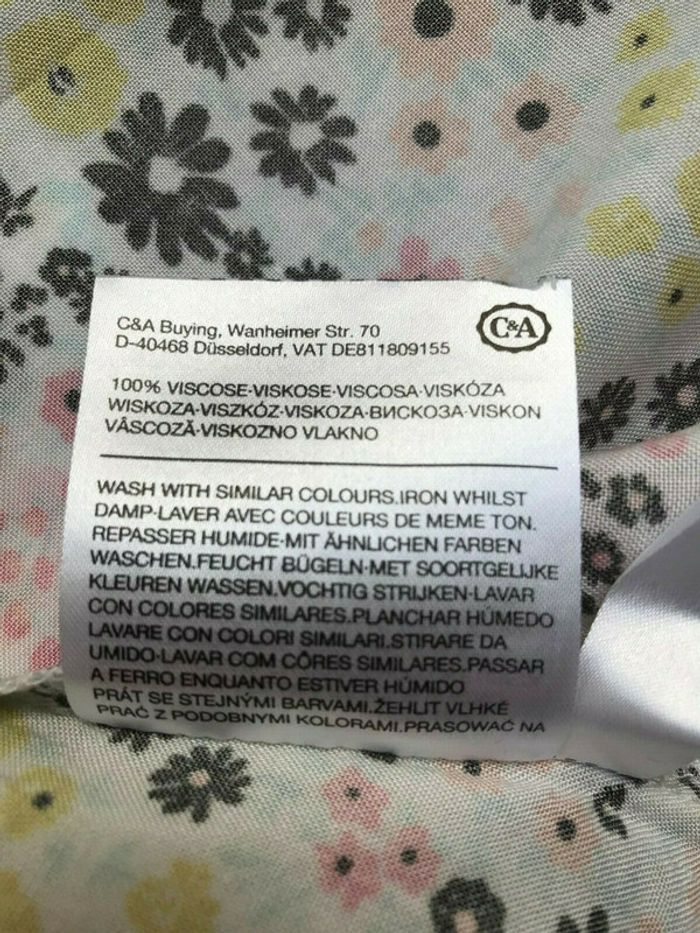 C&A Buying, Wanheimer Str. 70
D-40468 Düsseldorf, VAT DE811809155
C&A
100% VISCOSE·VISKOSE·VISCOSA·VISKÓZA
WISKOZA·VISZKÓZ·VISKOZA·ВИСКОЗА·VISKON
VÂSCOZĂ·VISKOZNO VLAKNO
WASH WITH SIMILAR COLOURS.IRON WHILST
DAMP·LAVER AVEC COULEURS DE MEME TON.
REPASSER HUMIDE·MIT ÄHNLICHEN FARBEN
WASCHEN.FEUCHT BÜGELN·MET SOORTGELIJKE
KLEUREN WASSEN.VOCHTIG STRIJKEN·LAVAR
CON COLORES SIMILARES.PLANCHAR HÚMEDO
LAVARE CON COLORI SIMILARI.STIRARE DA
UMIDO·LAVAR COM CÔRES SIMILARES.PASSAR
A FERRO ENQUANTO ESTIVER HÚMIDO
PRÁT SE STEJNÝMI BARVAMI.ŽEHLIT VLHKÉ
PRAĆ Z PODOBNYMI KOLORAMI.PRASOWAĆ NA